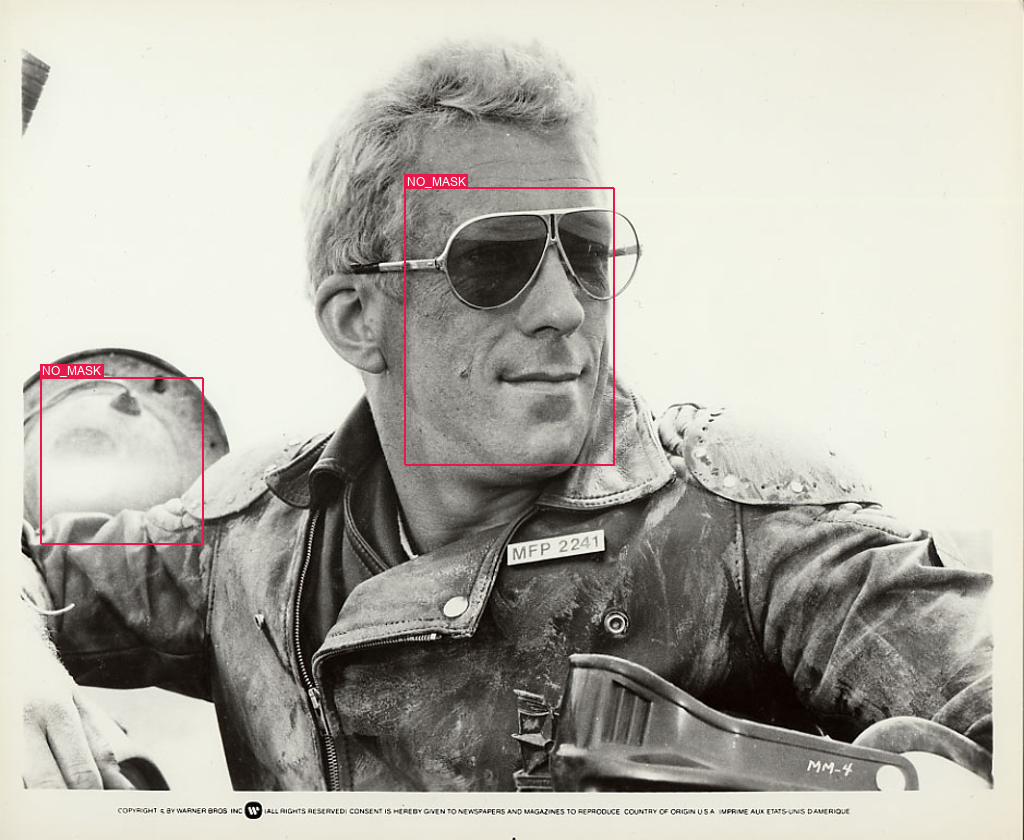 NO_MASK
NO_MASK
MFP 2241
MM-4
COPYRIGHT © BY WARNER BROS. INC. W (ALL RIGHTS RESERVED) CONSENT IS HEREBY GIVEN TO NEWSPAPERS AND MAGAZINES TO REPRODUCE. COUNTRY OF ORIGIN U.S.A. IMPRIME AUX ETATS-UNIS D'AMERIQUE